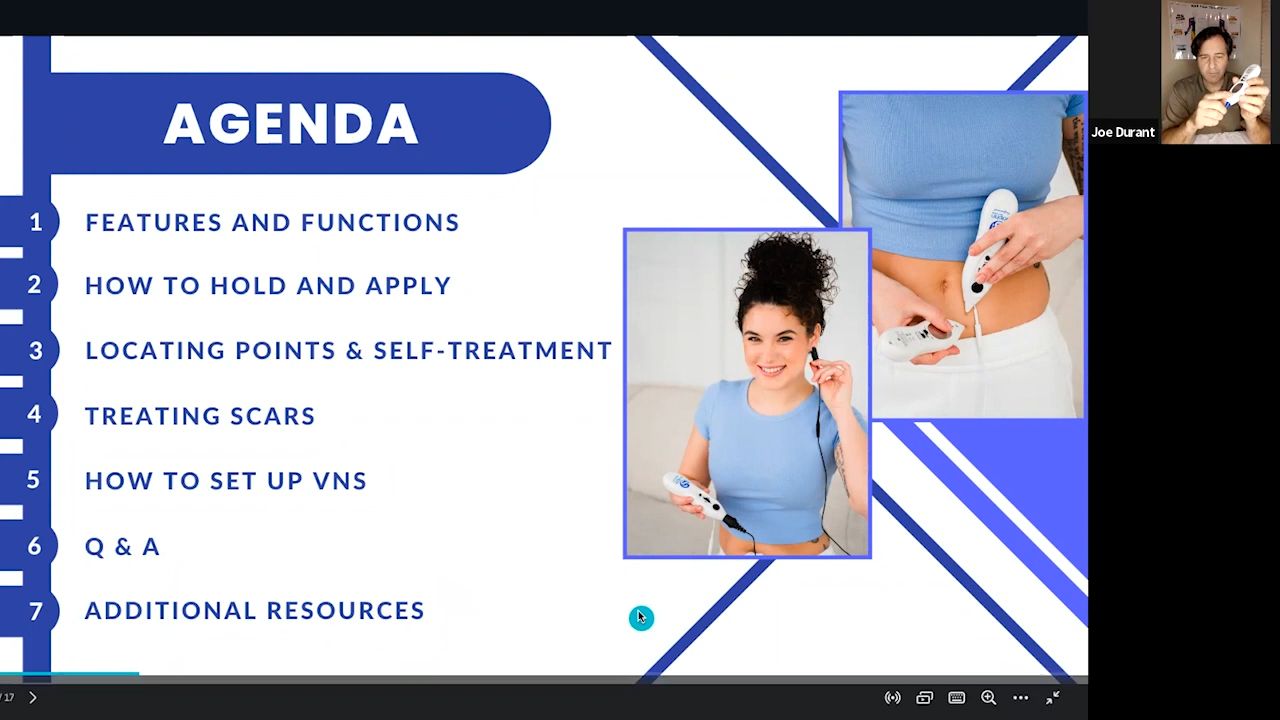 AGENDA
1 FEATURES AND FUNCTIONS
2 HOW TO HOLD AND APPLY
3 LOCATING POINTS & SELF-TREATMENT
4 TREATING SCARS
5 HOW TO SET UP VNS
6 Q & A
7 ADDITIONAL RESOURCES
Joe Durant
/ 17